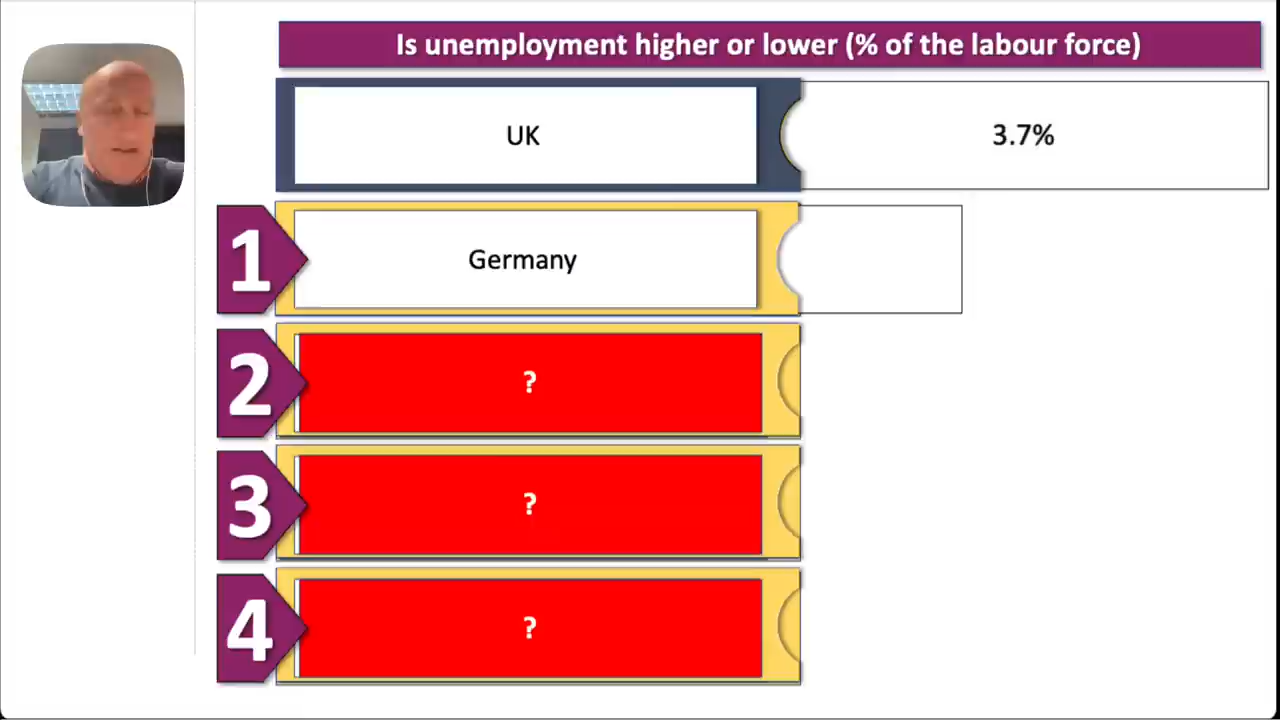 Is unemployment higher or lower (% of the labour force)
UK
3.7%
1
Germany
2
?
3
?
4
?